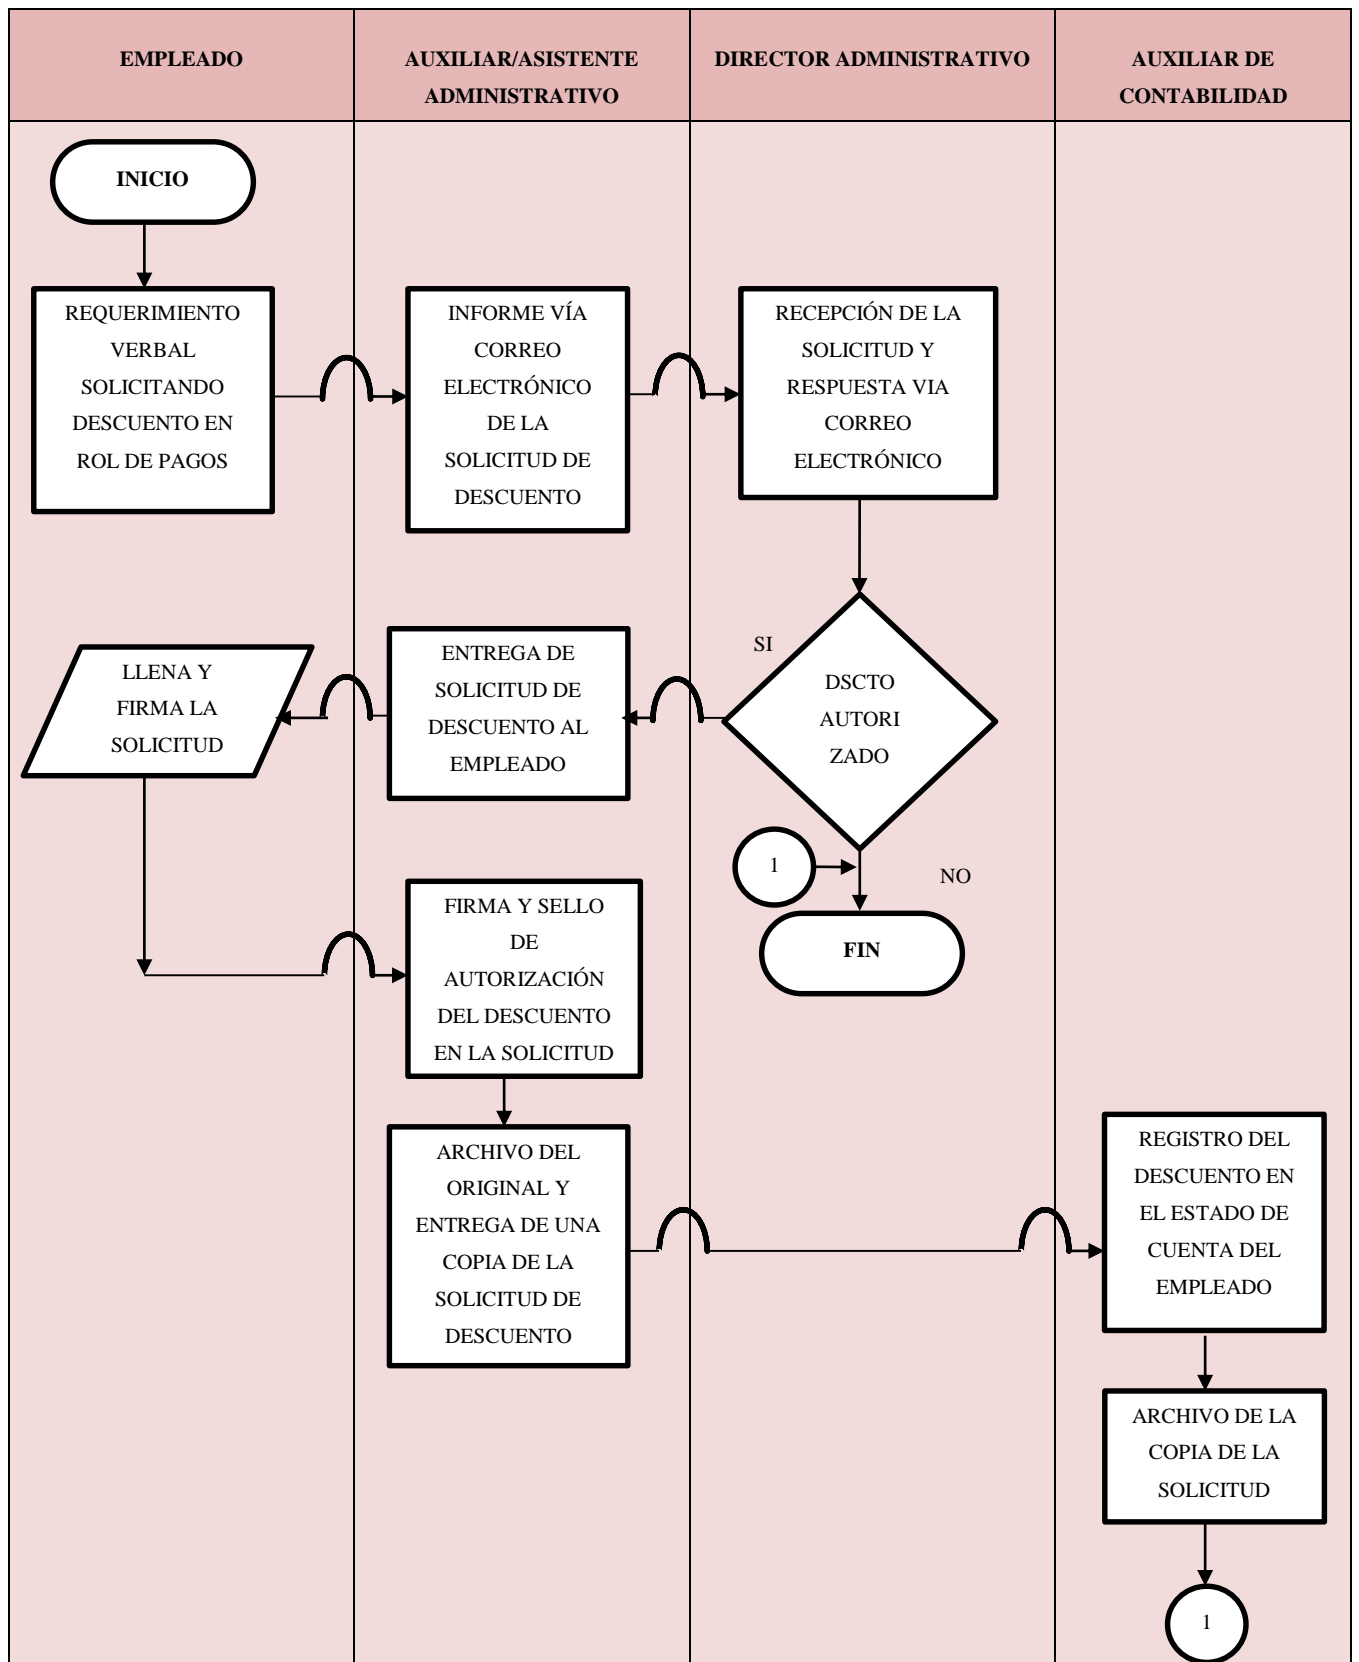 EMPLEADO
AUXILIAR/ASISTENTE
ADMINISTRATIVO
DIRECTOR ADMINISTRATIVO
AUXILIAR DE
CONTABILIDAD
INICIO
REQUERIMIENTO
VERBAL
SOLICITANDO
DESCUENTO EN
ROL DE PAGOS
INFORME VÍA
CORREO
ELECTRÓNICO
DE LA
SOLICITUD DE
DESCUENTO
RECEPCIÓN DE LA
SOLICITUD Y
RESPUESTA VIA
CORREO
ELECTRÓNICO
LLENA Y
FIRMA LA
SOLICITUD
ENTREGA DE
SOLICITUD DE
DESCUENTO AL
EMPLEADO
SI
DSCTO
AUTORI
ZADO
1
NO
FIN
FIRMA Y SELLO
DE
AUTORIZACIÓN
DEL DESCUENTO
EN LA SOLICITUD
ARCHIVO DEL
ORIGINAL Y
ENTREGA DE UNA
COPIA DE LA
SOLICITUD DE
DESCUENTO
REGISTRO DEL
DESCUENTO EN
EL ESTADO DE
CUENTA DEL
EMPLEADO
ARCHIVO DE LA
COPIA DE LA
SOLICITUD
1